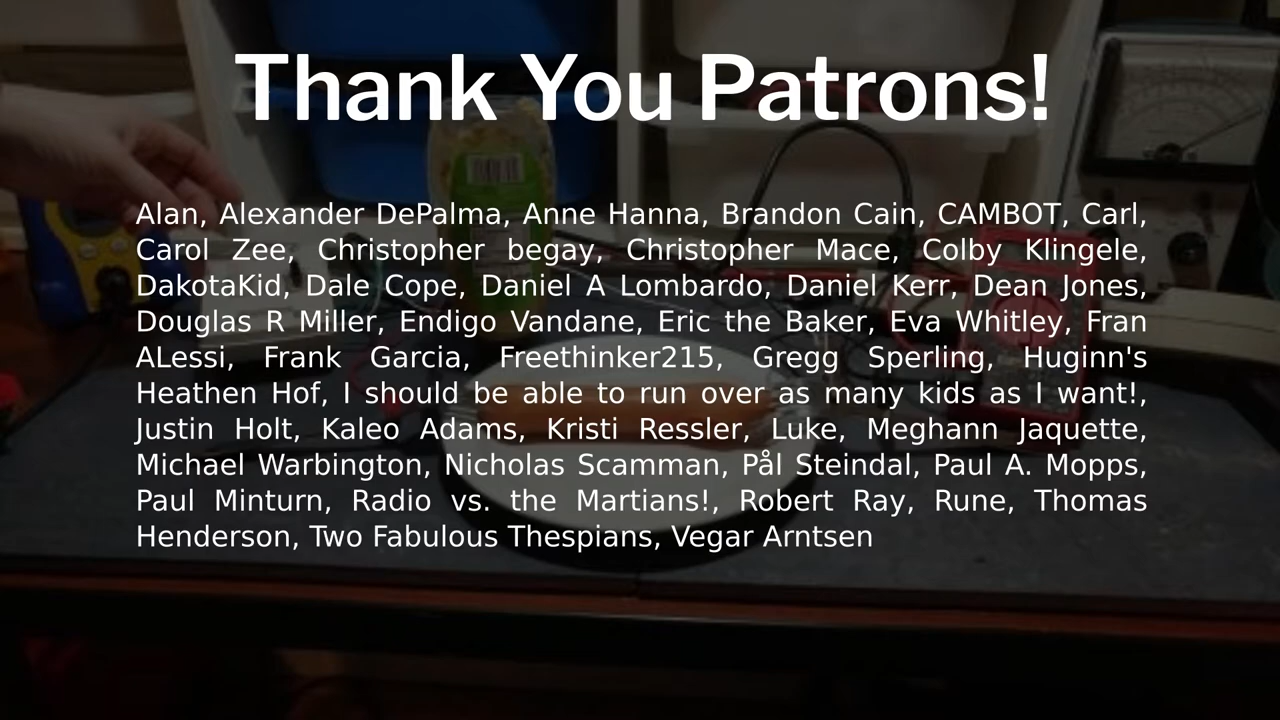 Thank You Patrons!
Alan, Alexander DePalma, Anne Hanna, Brandon Cain, CAMBOT, Carl,
Carol Zee, Christopher begay, Christopher Mace, Colby Klingele,
DakotaKid, Dale Cope, Daniel A Lombardo, Daniel Kerr, Dean Jones,
Douglas R Miller, Endigo Vandane, Eric the Baker, Eva Whitley, Fran
ALessi, Frank Garcia, Freethinker215, Gregg Sperling, Huginn's
Heathen Hof, I should be able to run over as many kids as I want!,
Justin Holt, Kaleo Adams, Kristi Ressler, Luke, Meghann Jaquette,
Michael Warbington, Nicholas Scamman, Pål Steindal, Paul A. Mopps,
Paul Minturn, Radio vs. the Martians!, Robert Ray, Rune, Thomas
Henderson, Two Fabulous Thespians, Vegar Arntsen